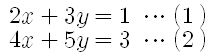 2x + 3y = 1 ⋯ (1 )
4x + 5y = 3 ⋯ (2 )